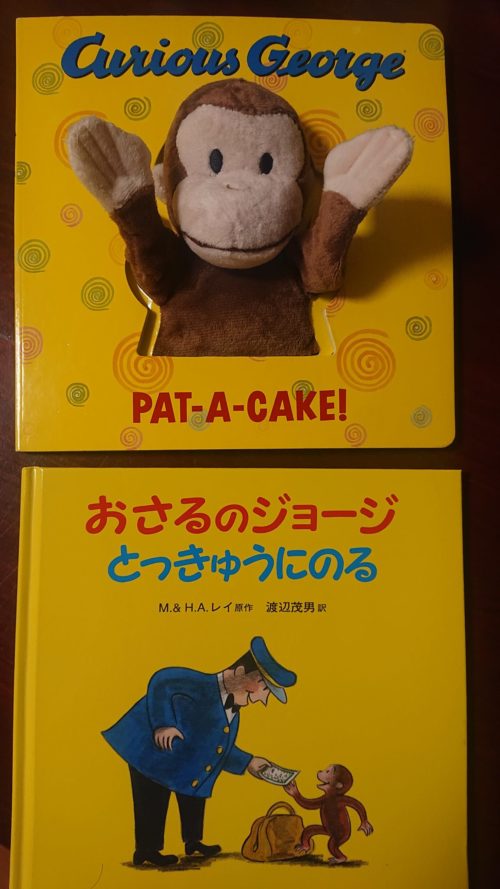 Curious George
PAT-A-CAKE!
おさるのジョージ
とっきゅうにのる
M.& H.A.レイ原作 渡辺茂男訳